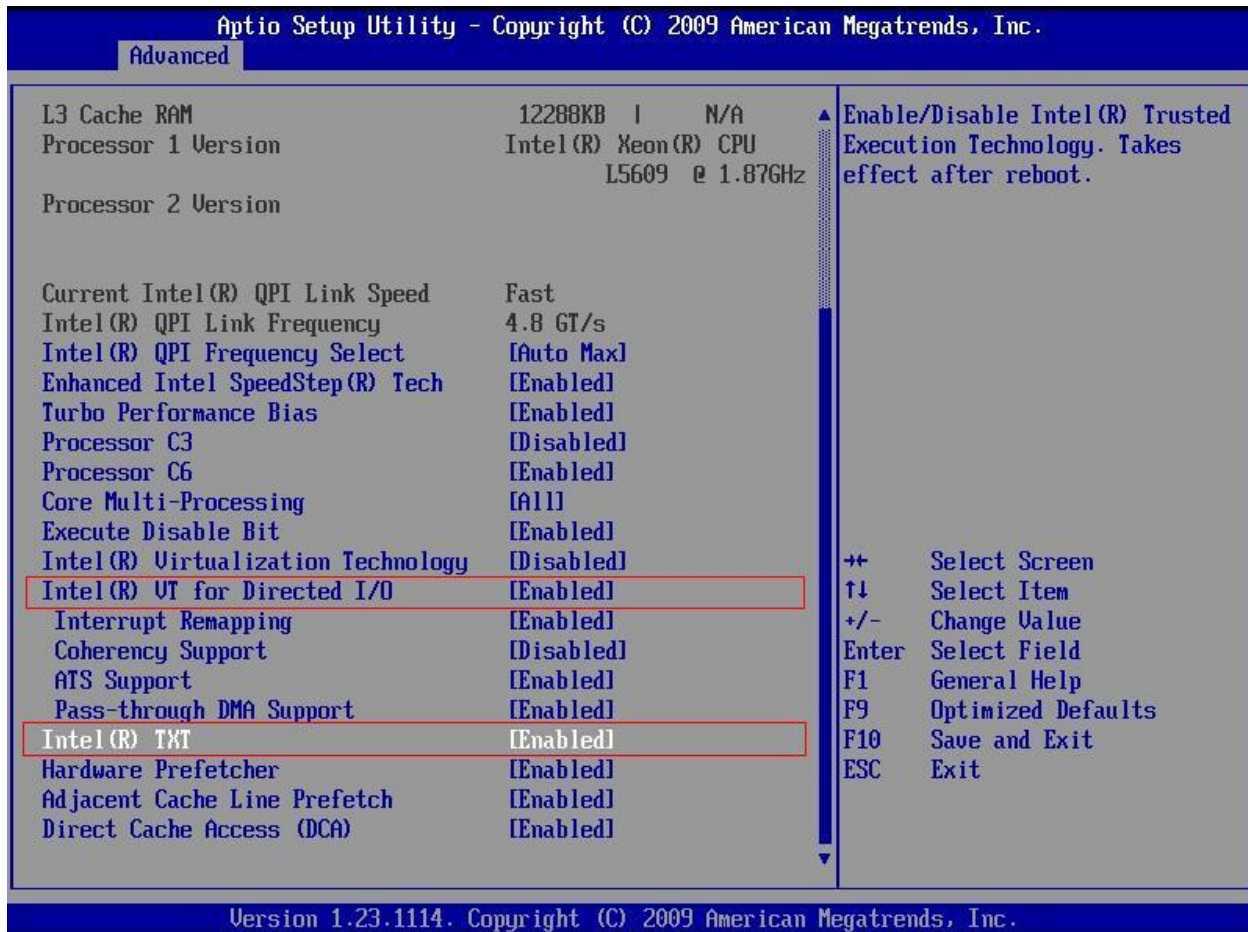 Aptio Setup Utility - Copyright (C) 2009 American Megatrends, Inc.
Advanced
L3 Cache RAM 12288KB | N/A
Processor 1 Version Intel(R) Xeon(R) CPU
L5609 @ 1.87GHz
Processor 2 Version
Current Intel(R) QPI Link Speed Fast
Intel(R) QPI Link Frequency 4.8 GT/s
Intel(R) QPI Frequency Select [Auto Max]
Enhanced Intel SpeedStep(R) Tech [Enabled]
Turbo Performance Bias [Enabled]
Processor C3 [Disabled]
Processor C6 [Enabled]
Core Multi-Processing [All]
Execute Disable Bit [Enabled]
Intel(R) Virtualization Technology [Disabled]
Intel(R) VT for Directed I/O [Enabled]
Interrupt Remapping [Enabled]
Coherency Support [Disabled]
ATS Support [Enabled]
Pass-through DMA Support [Enabled]
Intel(R) TXT [Enabled]
Hardware Prefetcher [Enabled]
Adjacent Cache Line Prefetch [Enabled]
Direct Cache Access (DCA) [Enabled]
Enable/Disable Intel(R) Trusted
Execution Technology. Takes
effect after reboot.
→← Select Screen
↑↓ Select Item
+/- Change Value
Enter Select Field
F1 General Help
F9 Optimized Defaults
F10 Save and Exit
ESC Exit
Version 1.23.1114. Copyright (C) 2009 American Megatrends, Inc.